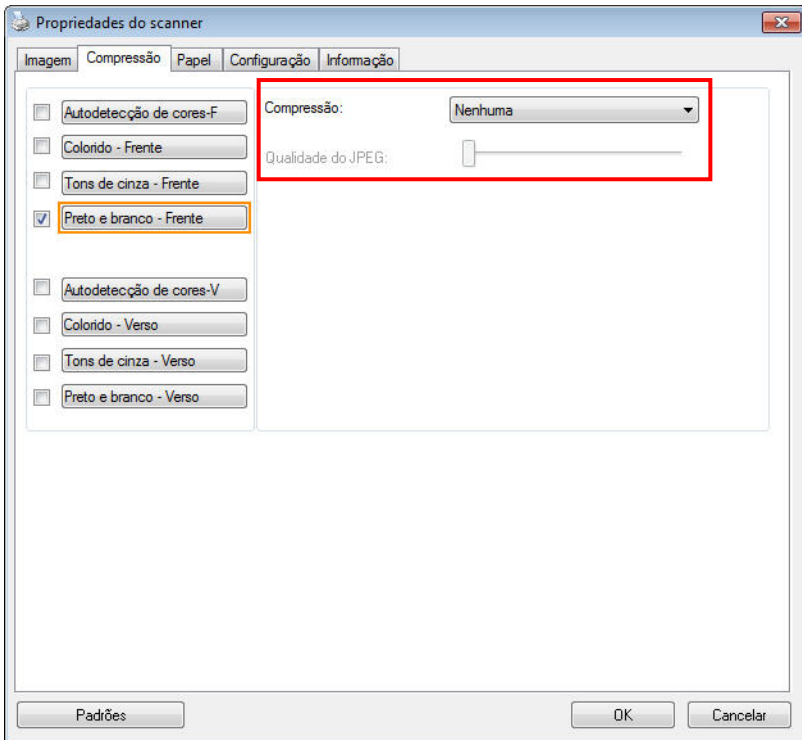 Propriedades do scanner
Imagem Compressão Papel Configuração Informação
Autodetecção de cores-F
Colorido - Frente
Tons de cinza - Frente
Preto e branco - Frente
Autodetecção de cores-V
Colorido - Verso
Tons de cinza - Verso
Preto e branco - Verso
Compressão: Nenhuma
Qualidade do JPEG:
Padrões OK Cancelar